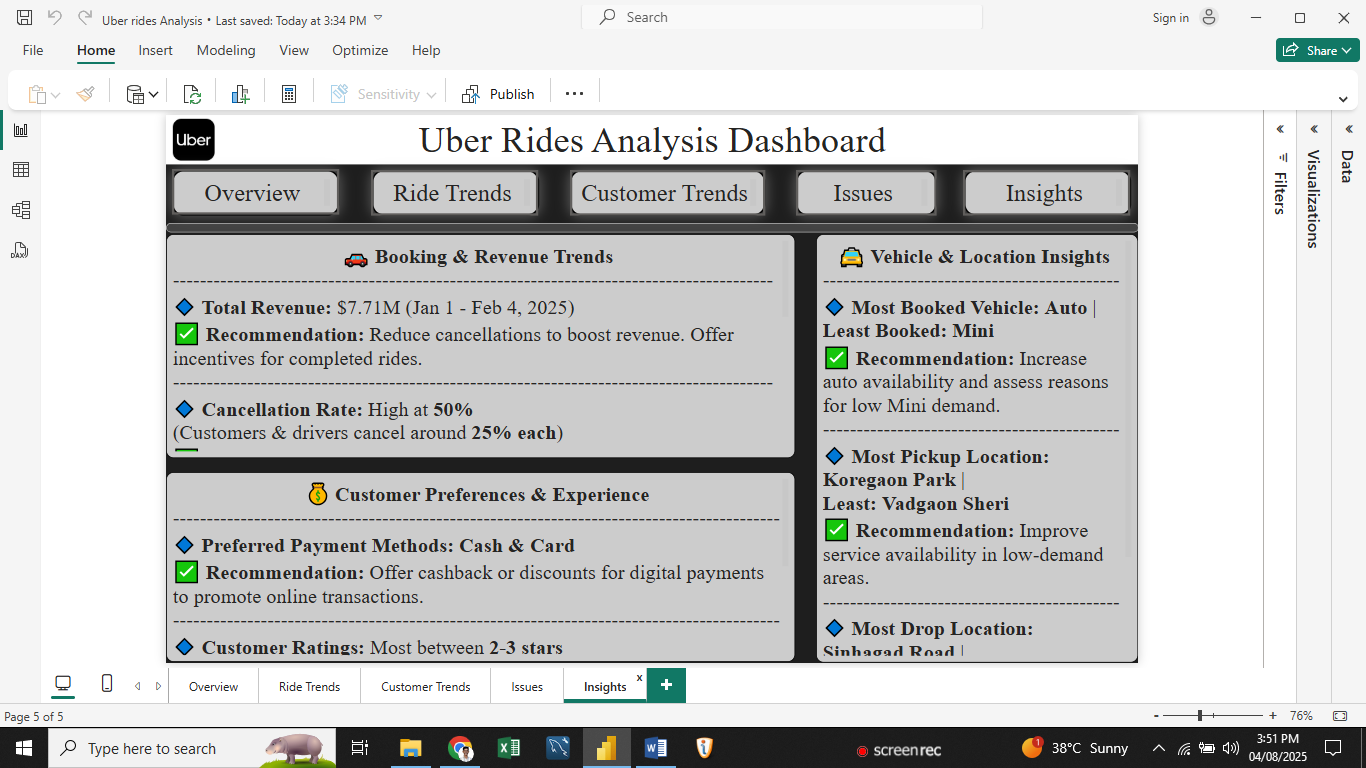 Uber rides Analysis • Last saved: Today at 3:34 PM
Search
Sign in
File
Home
Insert
Modeling
View
Optimize
Help
Share
Sensitivity
Publish
Uber
Uber Rides Analysis Dashboard
Overview
Ride Trends
Customer Trends
Issues
Insights
🚗 Booking & Revenue Trends
------------------------------------------------------------------------------------------
🔷 Total Revenue: $7.71M (Jan 1 - Feb 4, 2025)
✅ Recommendation: Reduce cancellations to boost revenue. Offer
incentives for completed rides.
------------------------------------------------------------------------------------------
🔷 Cancellation Rate: High at 50%
(Customers & drivers cancel around 25% each)
💰 Customer Preferences & Experience
-------------------------------------------------------------------------------------------
🔷 Preferred Payment Methods: Cash & Card
✅ Recommendation: Offer cashback or discounts for digital payments
to promote online transactions.
-------------------------------------------------------------------------------------------
🔷 Customer Ratings: Most between 2-3 stars
🚖 Vehicle & Location Insights
--------------------------------------------
🔷 Most Booked Vehicle: Auto |
Least Booked: Mini
✅ Recommendation: Increase
auto availability and assess reasons
for low Mini demand.
--------------------------------------------
🔷 Most Pickup Location:
Koregaon Park |
Least: Vadgaon Sheri
✅ Recommendation: Improve
service availability in low-demand
areas.
--------------------------------------------
🔷 Most Drop Location:
Sinhagad Road |
Filters
Visualizations
Data
DAX
Overview
Ride Trends
Customer Trends
Issues
Insights
x
+
Page 5 of 5
- + 76%
Type here to search
screenrec
1
38°C Sunny
3:51 PM
04/08/2025